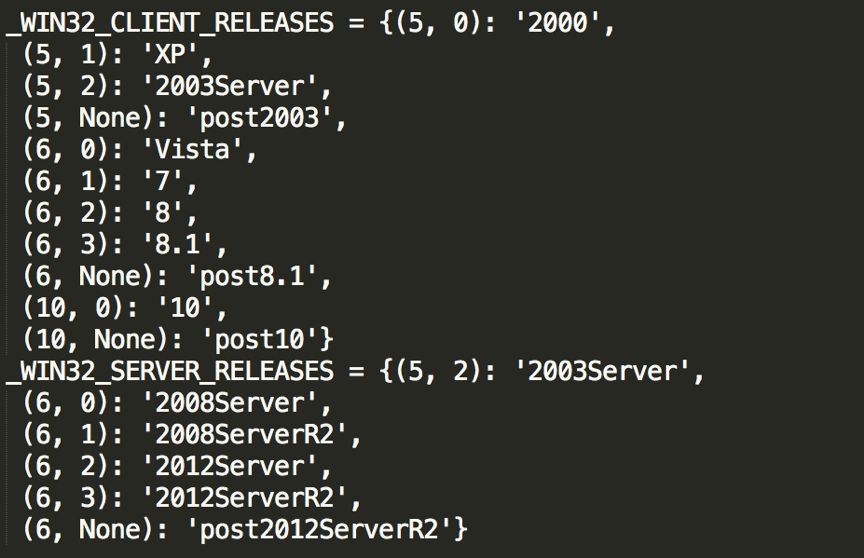 _WIN32_CLIENT_RELEASES = {(5, 0): '2000',
(5, 1): 'XP',
(5, 2): '2003Server',
(5, None): 'post2003',
(6, 0): 'Vista',
(6, 1): '7',
(6, 2): '8',
(6, 3): '8.1',
(6, None): 'post8.1',
(10, 0): '10',
(10, None): 'post10'}
_WIN32_SERVER_RELEASES = {(5, 2): '2003Server',
(6, 0): '2008Server',
(6, 1): '2008ServerR2',
(6, 2): '2012Server',
(6, 3): '2012ServerR2',
(6, None): 'post2012ServerR2'}